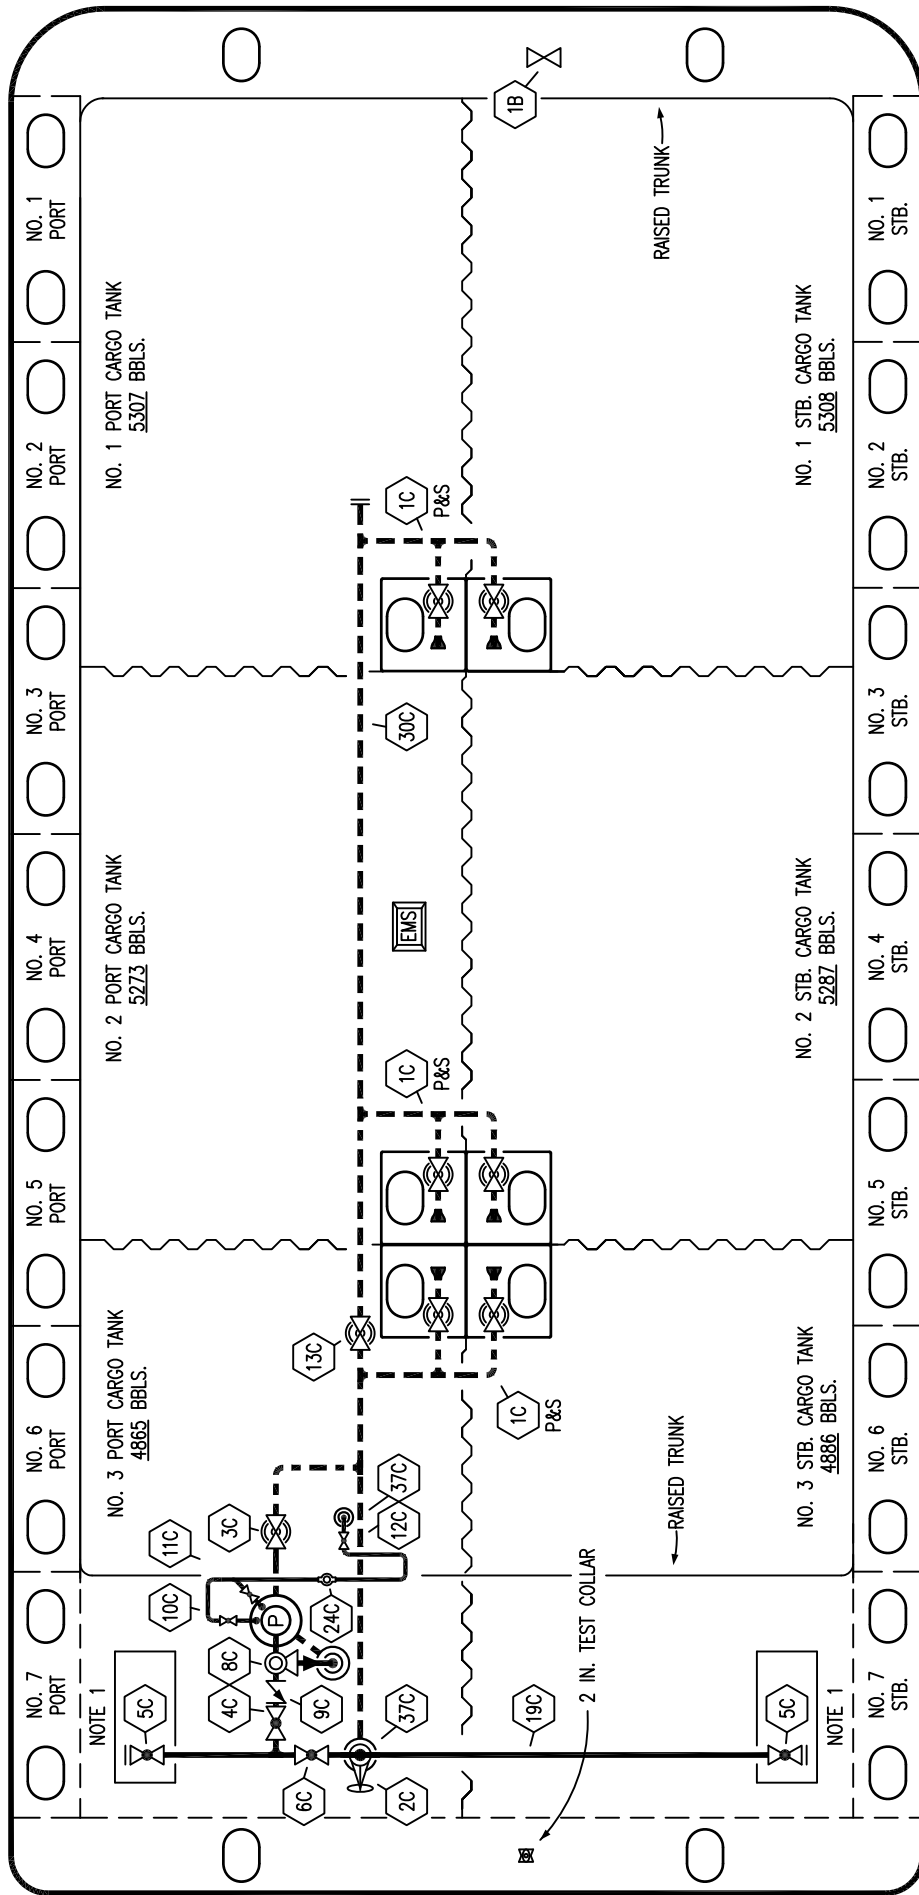 NO. 1
PORT
NO. 2
PORT
NO. 3
PORT
NO. 4
PORT
NO. 5
PORT
NO. 6
PORT
NO. 7
PORT
NO. 1 PORT CARGO TANK
5307 BBLS.
NO. 2 PORT CARGO TANK
5273 BBLS.
NO. 3 PORT CARGO TANK
4865 BBLS.
NOTE 1
5C
4C
8C
9C
10C
11C
3C
24C
P
12C
37C
6C
2C
37C
13C
1C
P&S
1C
P&S
1C
P&S
30C
EMS
1B
RAISED TRUNK
RAISED TRUNK
19C
2 IN. TEST COLLAR
5C
NOTE 1
NO. 3 STB. CARGO TANK
4886 BBLS.
NO. 2 STB. CARGO TANK
5287 BBLS.
NO. 1 STB. CARGO TANK
5308 BBLS.
NO. 7
STB.
NO. 6
STB.
NO. 5
STB.
NO. 4
STB.
NO. 3
STB.
NO. 2
STB.
NO. 1
STB.